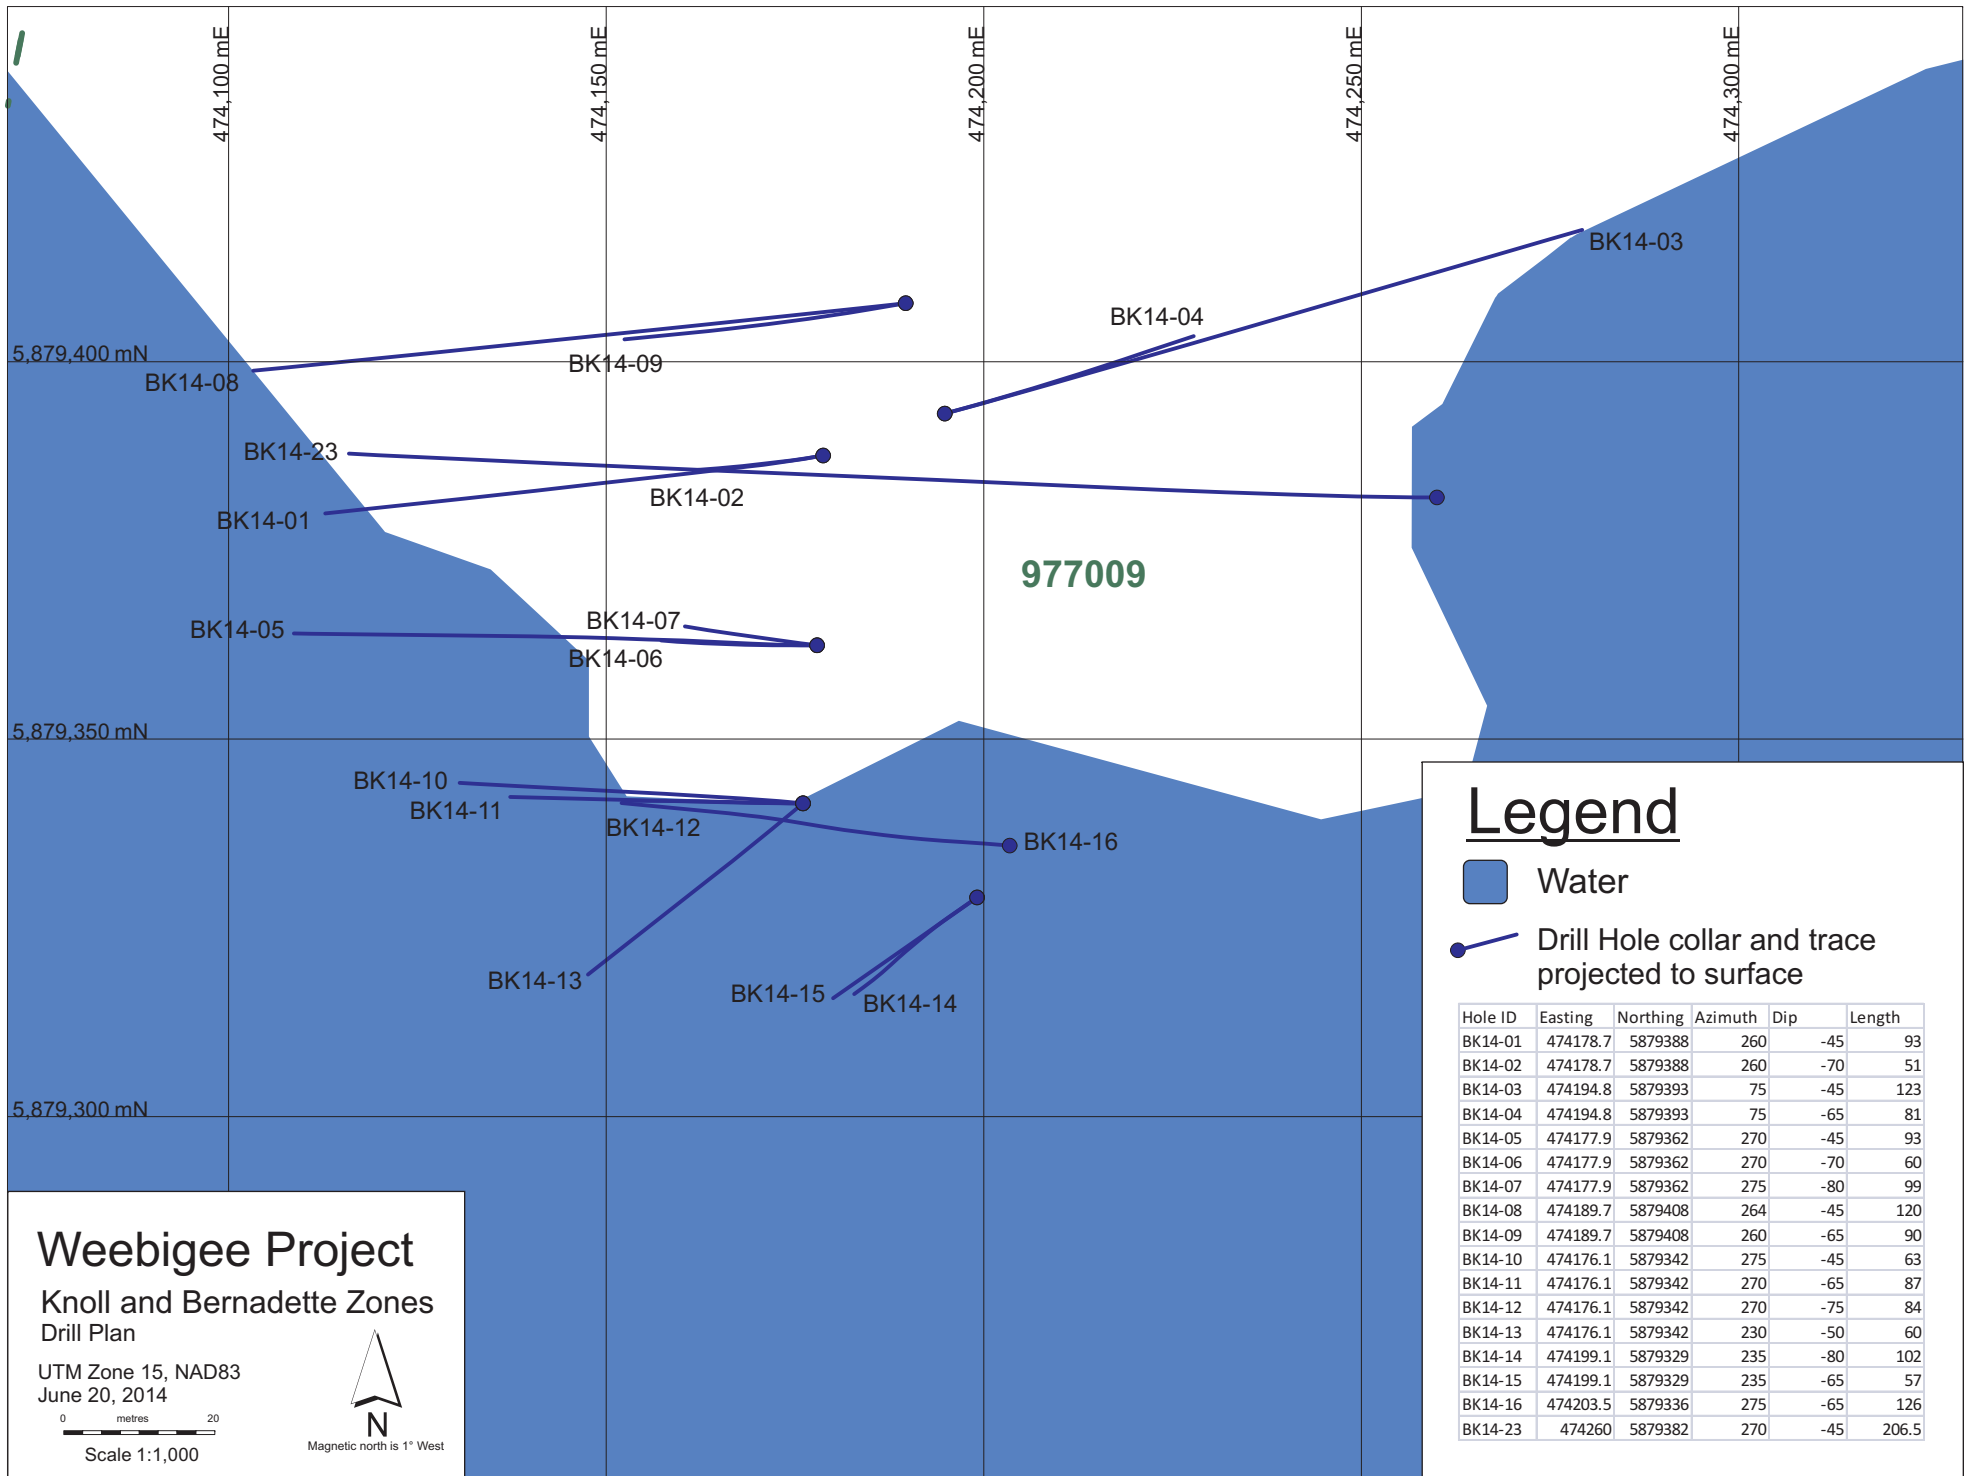 474,100 mE
474,150 mE
474,200 mE
474,250 mE
474,300 mE
BK14-03
BK14-04
5,879,400 mN
BK14-09
BK14-08
BK14-23
BK14-02
BK14-01
977009
BK14-07
BK14-05
BK14-06
5,879,350 mN
BK14-10
BK14-11
BK14-12
BK14-16
BK14-13
BK14-15
BK14-14
5,879,300 mN
Legend
Water
Drill Hole collar and trace
projected to surface
Hole ID Easting Northing Azimuth Dip Length
BK14-01 474178.7 5879388 260 -45 93
BK14-02 474178.7 5879388 260 -70 51
BK14-03 474194.8 5879393 75 -45 123
BK14-04 474194.8 5879393 75 -65 81
BK14-05 474177.9 5879362 270 -45 93
BK14-06 474177.9 5879362 270 -70 60
BK14-07 474177.9 5879362 275 -80 99
BK14-08 474189.7 5879408 264 -45 120
BK14-09 474189.7 5879408 260 -65 90
BK14-10 474176.1 5879342 275 -45 63
BK14-11 474176.1 5879342 270 -65 87
BK14-12 474176.1 5879342 270 -75 84
BK14-13 474176.1 5879342 230 -50 60
BK14-14 474199.1 5879329 235 -80 102
BK14-15 474199.1 5879329 235 -65 57
BK14-16 474203.5 5879336 275 -65 126
BK14-23 474260 5879382 270 -45 206.5
Weebigee Project
Knoll and Bernadette Zones
Drill Plan
UTM Zone 15, NAD83
June 20, 2014
0 metres 20
Scale 1:1,000
N
Magnetic north is 1° West